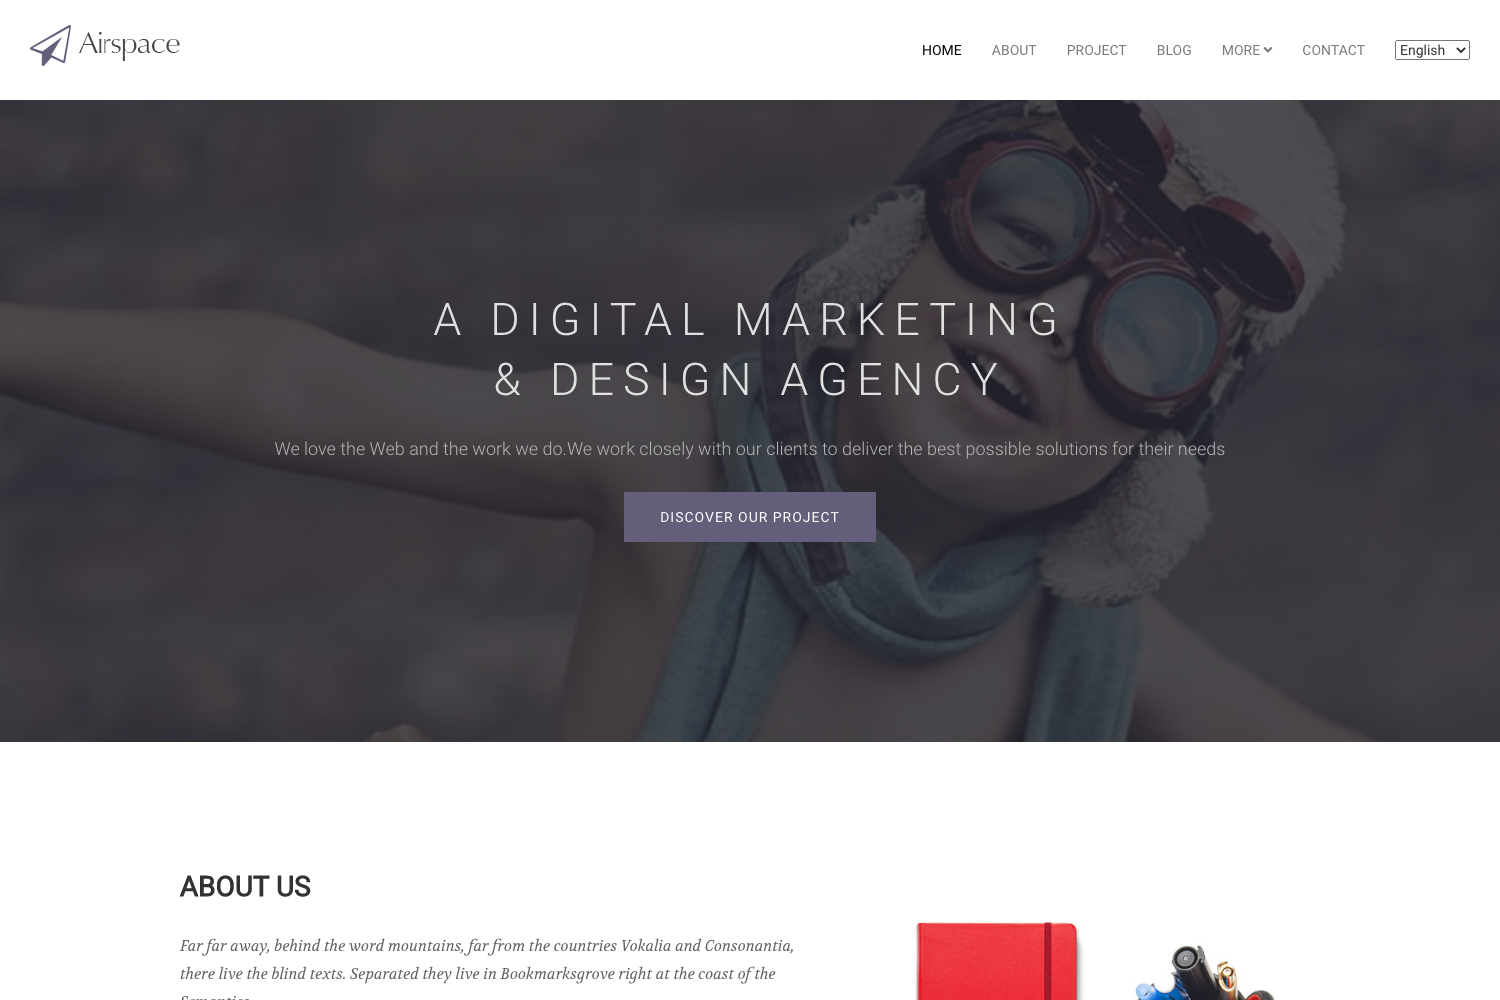 Airspace
HOME
ABOUT
PROJECT
BLOG
MORE
CONTACT
English
A DIGITAL MARKETING
& DESIGN AGENCY
We love the Web and the work we do.We work closely with our clients to deliver the best possible solutions for their needs
DISCOVER OUR PROJECT
ABOUT US
Far far away, behind the word mountains, far from the countries Vokalia and Consonantia,
there live the blind texts. Separated they live in Bookmarksgrove right at the coast of the